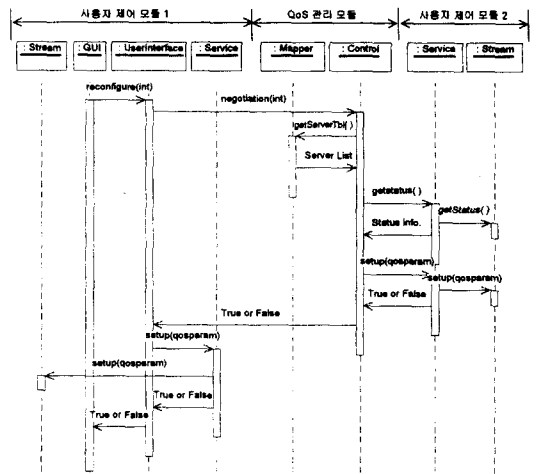 사용자 제어 모듈 1
QoS 관리 모듈
사용자 제어 모듈 2
: Stream
: GUI
: Userinterface
: Service
: Mapper
: Control
: Service
: Stream
reconfigure(int)
negotiation(int)
getServerTbl( )
Server List
getstatus( )
getStatus( )
Status info.
setup(qosparam)
setup(qosparam)
True or False
True or False
setup(qosparam)
setup(qosparam)
True or False
True or False